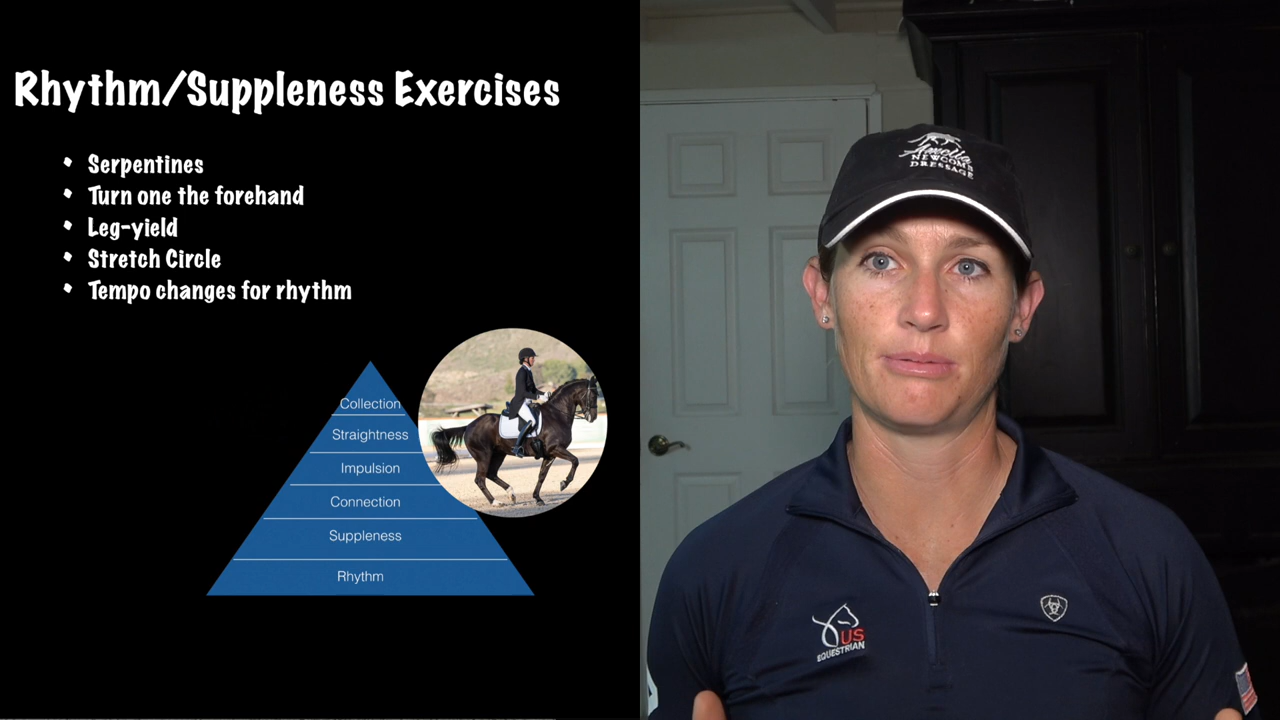 Rhythm/Suppleness Exercises
• Serpentines
• Turn one the forehand
• Leg-yield
• Stretch Circle
• Tempo changes for rhythm
Collection
Straightness
Impulsion
Connection
Suppleness
Rhythm
Amelia
NEWCOMB
DRESSAGE
US
EQUESTRIAN